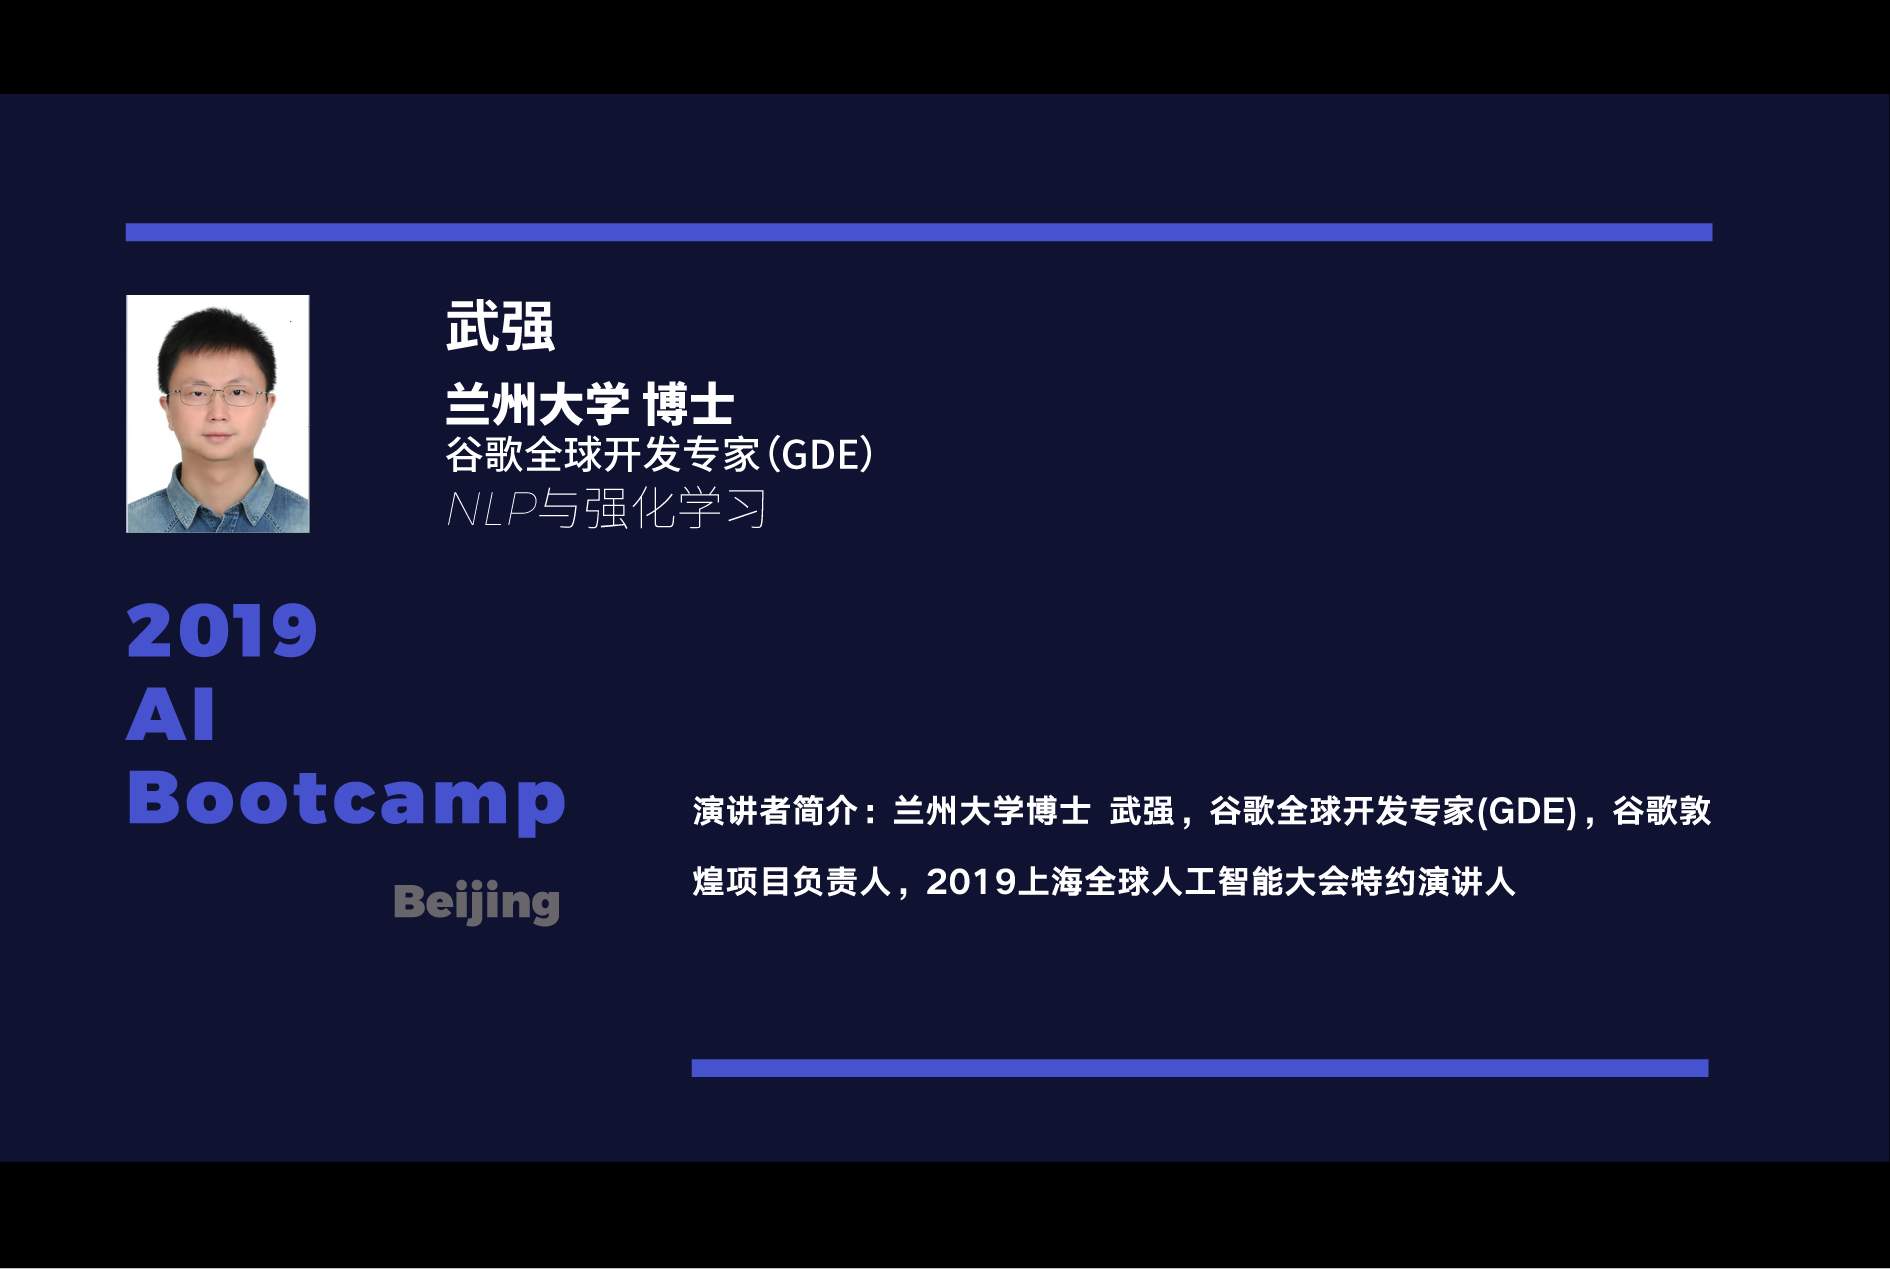 武强
兰州大学 博士
谷歌全球开发专家（GDE）
NLP与强化学习
2019
AI
Bootcamp
Beijing
演讲者简介：兰州大学博士 武强，谷歌全球开发专家(GDE)，谷歌敦
煌项目负责人，2019上海全球人工智能大会特约演讲人